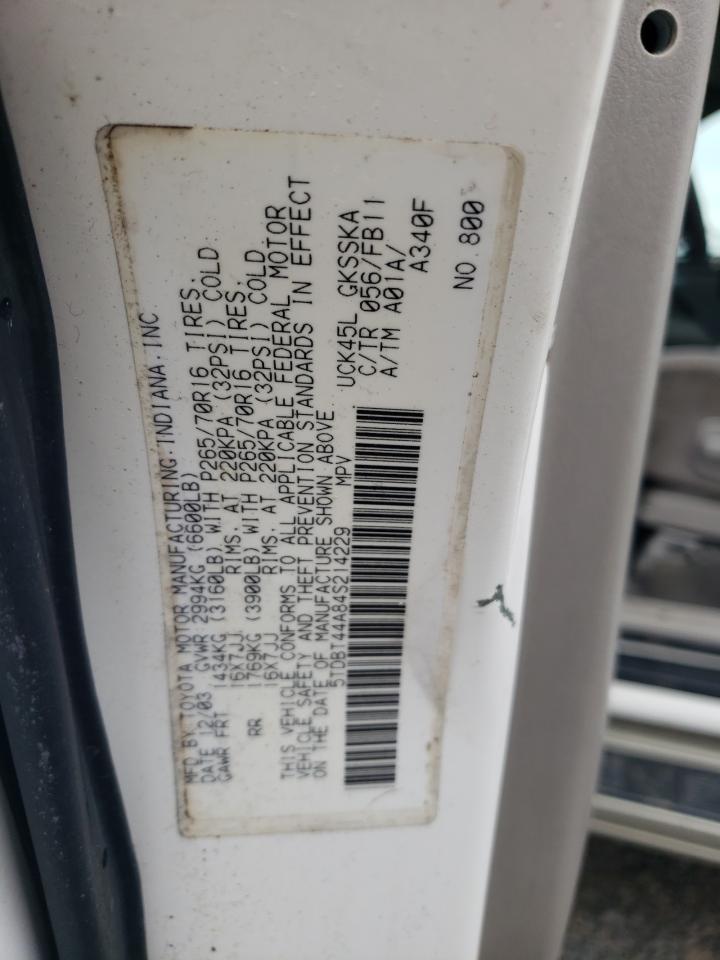 MFD BY TOYOTA MOTOR MANUFACTURING.INDIANA.INC
DATE 12/03 GVWR 2994KG (6600LB)
GAWR FRT 1434KG (3160LB) WITH P265/70R16 TIRES,
16X7JJ RIMS, AT 220KPA (32PSI) COLD
RR 1769KG (3900LB) WITH P265/70R16 TIRES,
16X7JJ RIMS, AT 220KPA (32PSI) COLD
THIS VEHICLE CONFORMS TO ALL APPLICABLE FEDERAL MOTOR
VEHICLE SAFETY AND THEFT PREVENTION STANDARDS IN EFFECT
ON THE DATE OF MANUFACTURE SHOWN ABOVE
5TDBT44A84S214229 MPV
UCK45L GKSSKA
C/TR 056/FB11
A/TM A01A/
A340F
NO. 800